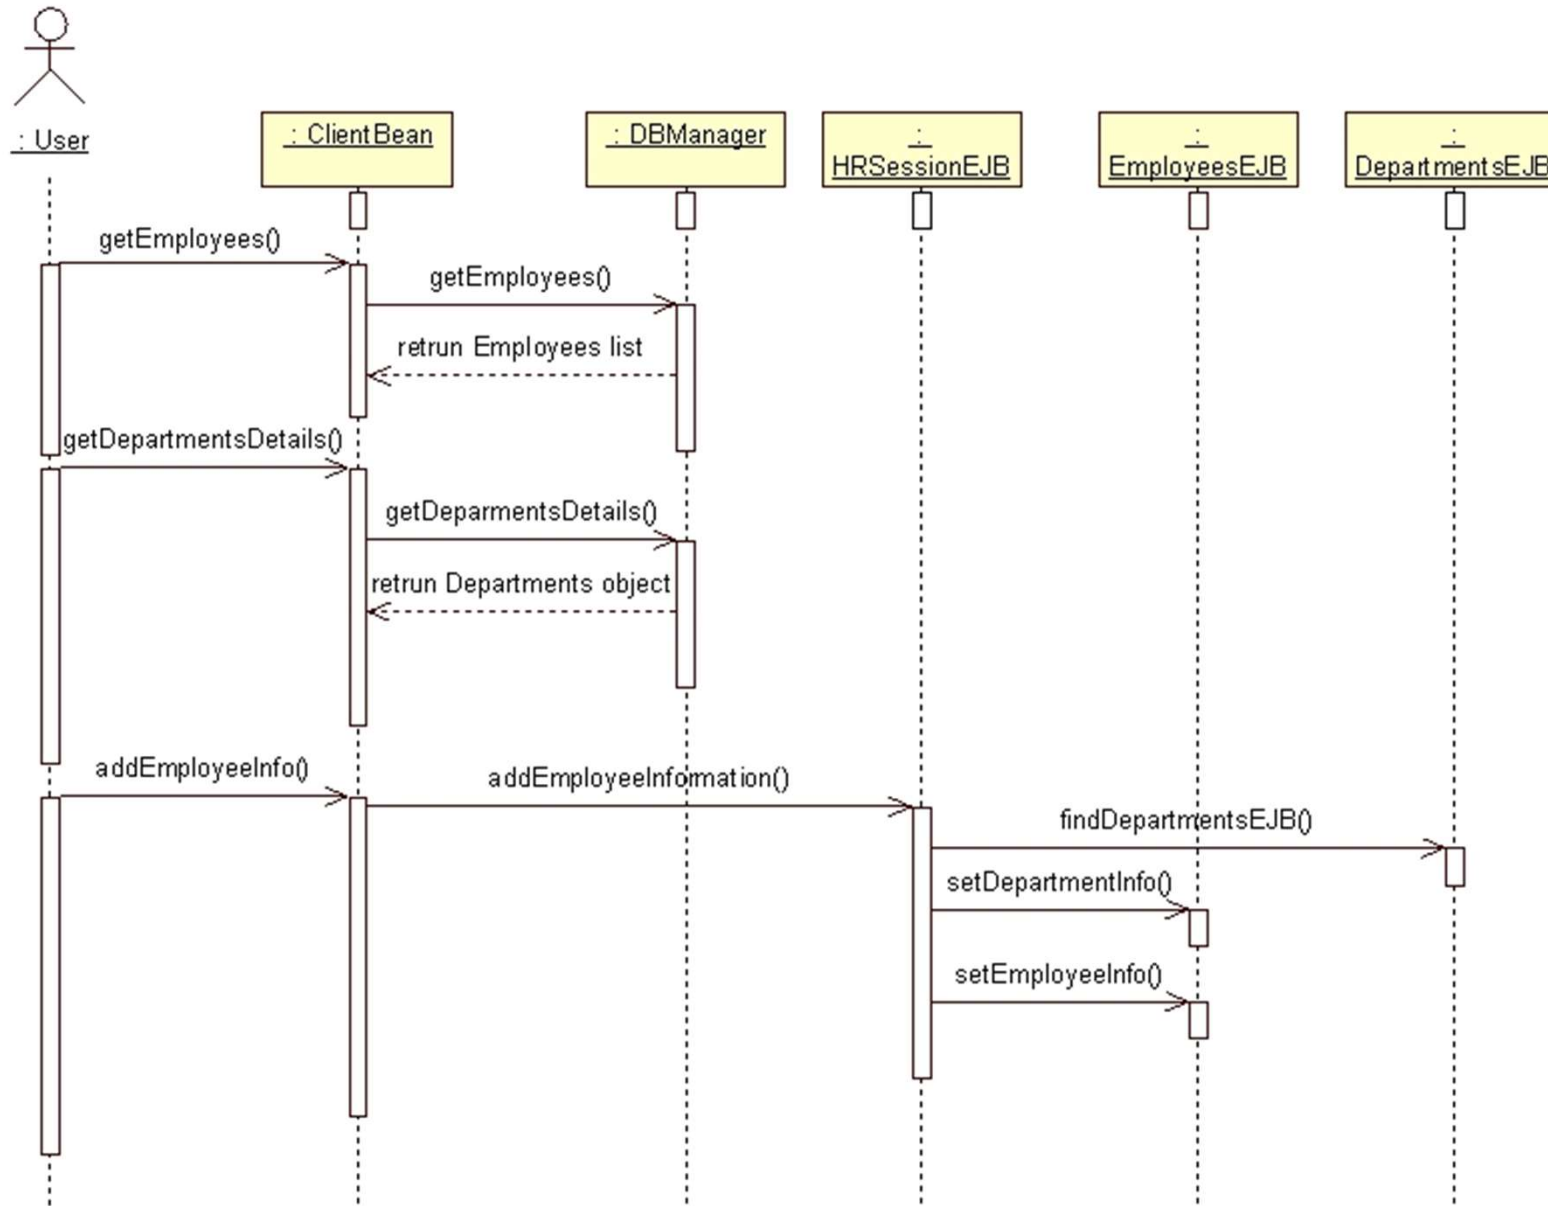 : User
: ClientBean
: DBManager
:
HRSessionEJB
:
EmployeesEJB
:
DepartmentsEJB
getEmployees()
getEmployees()
retrun Employees list
getDepartmentsDetails()
getDeparmentsDetails()
retrun Departments object
addEmployeeInfo()
addEmployeeInformation()
findDepartmentsEJB()
setDepartmentInfo()
setEmployeeInfo()